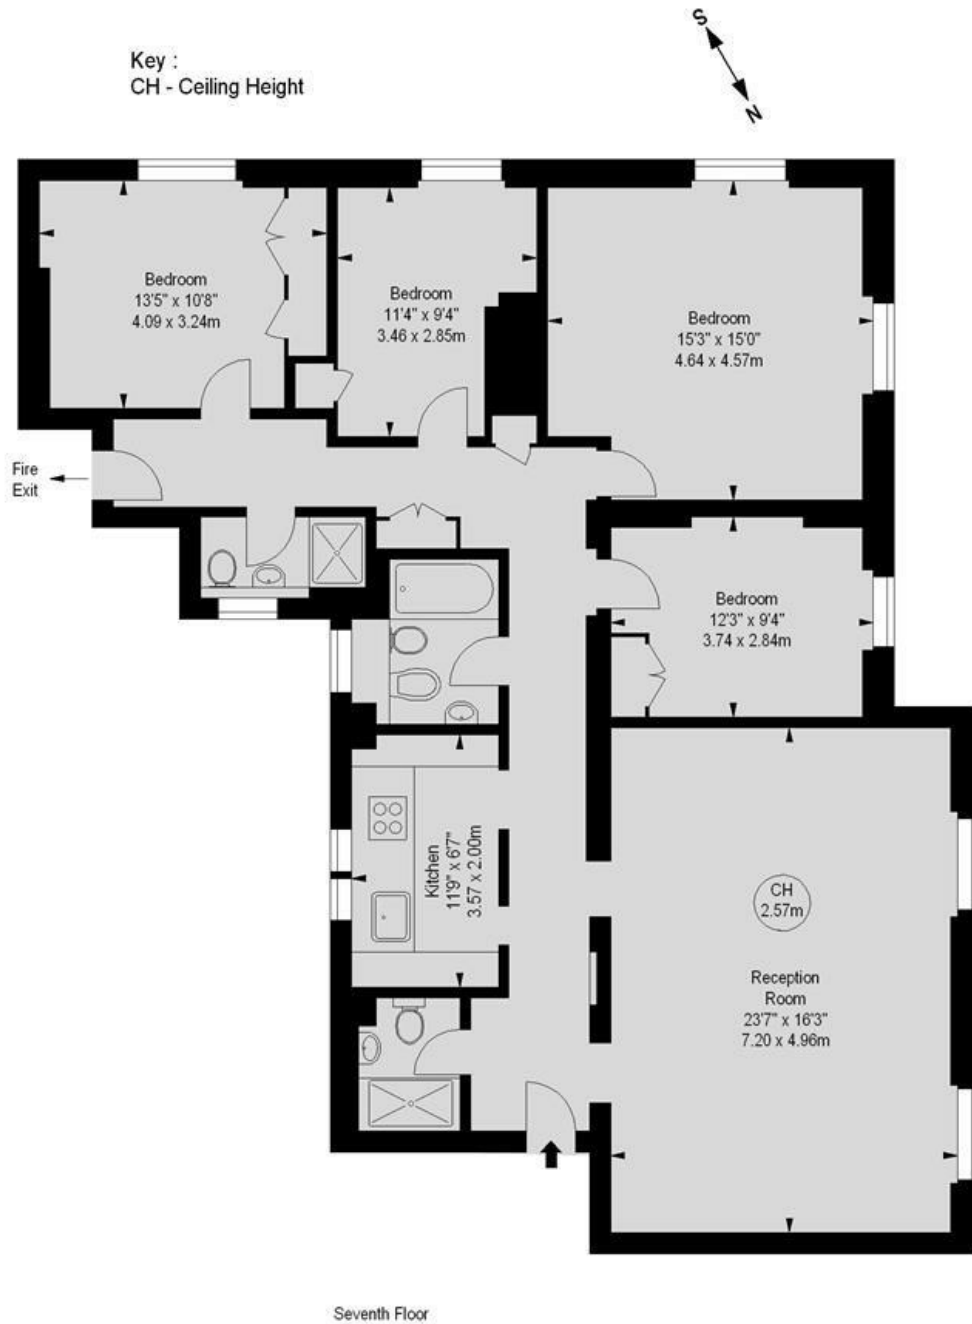 Key :
CH - Ceiling Height
S
N
Bedroom
13'5" x 10'8"
4.09 x 3.24m
Bedroom
11'4" x 9'4"
3.46 x 2.85m
Bedroom
15'3" x 15'0"
4.64 x 4.57m
Fire
Exit
Bedroom
12'3" x 9'4"
3.74 x 2.84m
Kitchen
11'9" x 6'7"
3.57 x 2.00m
CH
2.57m
Reception
Room
23'7" x 16'3"
7.20 x 4.96m
Seventh Floor